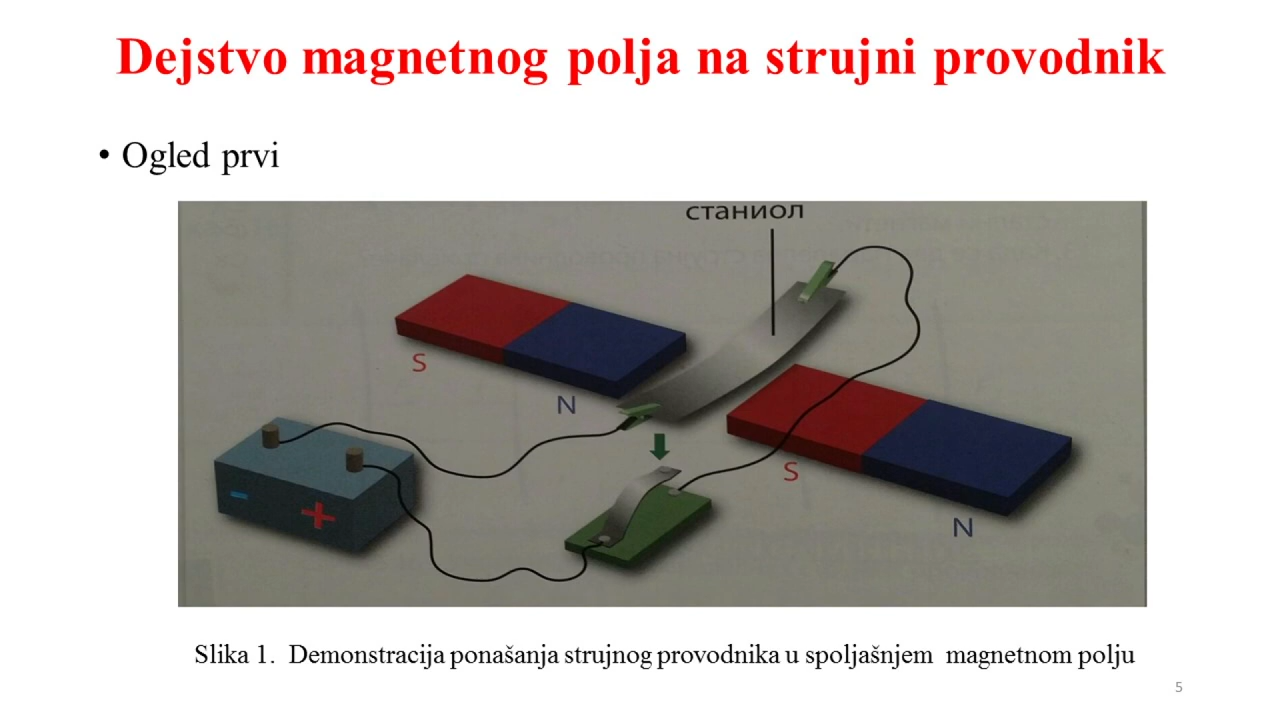 Dejstvo magnetnog polja na strujni provodnik
• Ogled prvi
станиол
S
N
S
N
-
+
Slika 1.  Demonstracija ponašanja strujnog provodnika u spoljašnjem  magnetnom polju
5